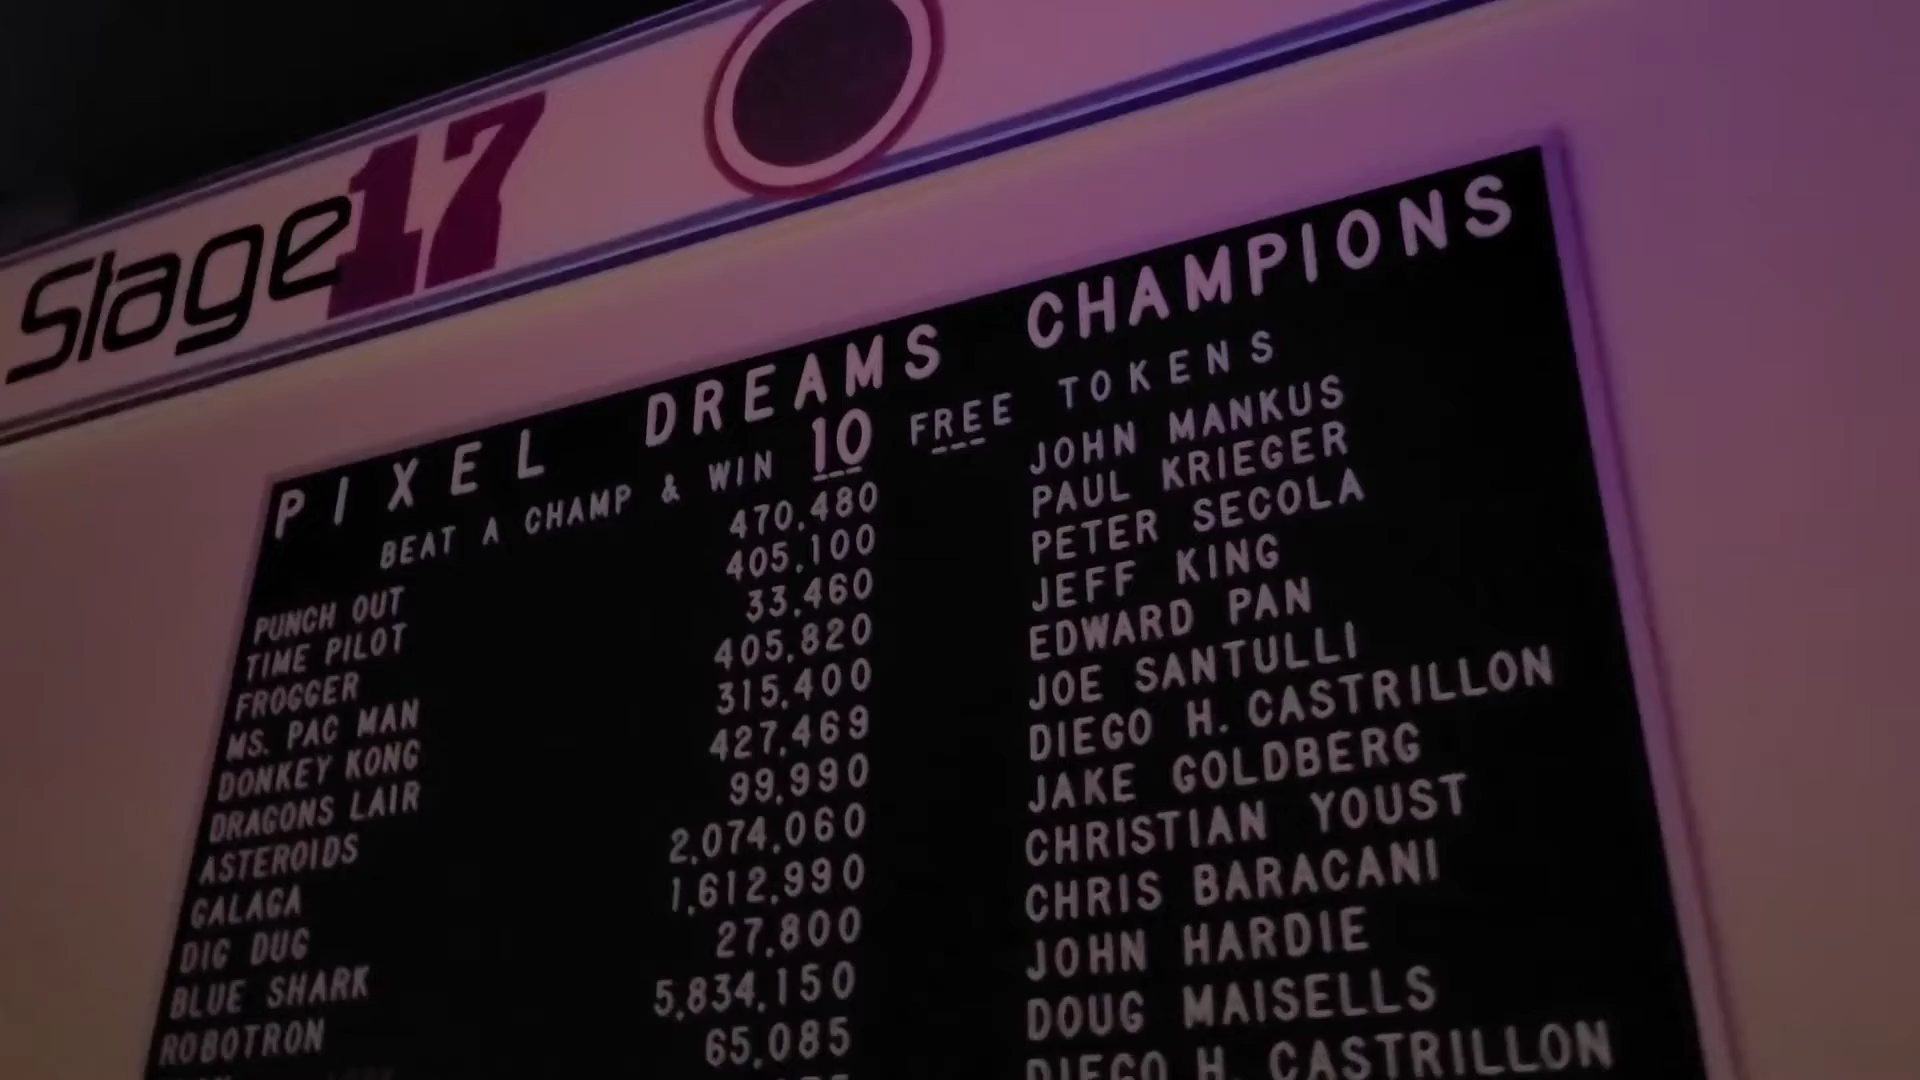 Stage17
PIXEL DREAMS CHAMPIONS
BEAT A CHAMP & WIN 10 FREE TOKENS
PUNCH OUT 470,480 JOHN MANKUS
TIME PILOT 405,100 PAUL KRIEGER
FROGGER 33,460 PETER SECOLA
MS. PAC MAN 405,820 JEFF KING
DONKEY KONG 315,400 EDWARD PAN
DRAGONS LAIR 427,469 JOE SANTULLI
ASTEROIDS 99,990 DIEGO H. CASTRILLON
GALAGA 2,074,060 JAKE GOLDBERG
DIG DUG 1,612,990 CHRISTIAN YOUST
BLUE SHARK 27,800 CHRIS BARACANI
ROBOTRON 5,834,150 JOHN HARDIE
65,085 DOUG MAISELLS
DIEGO H. CASTRILLON